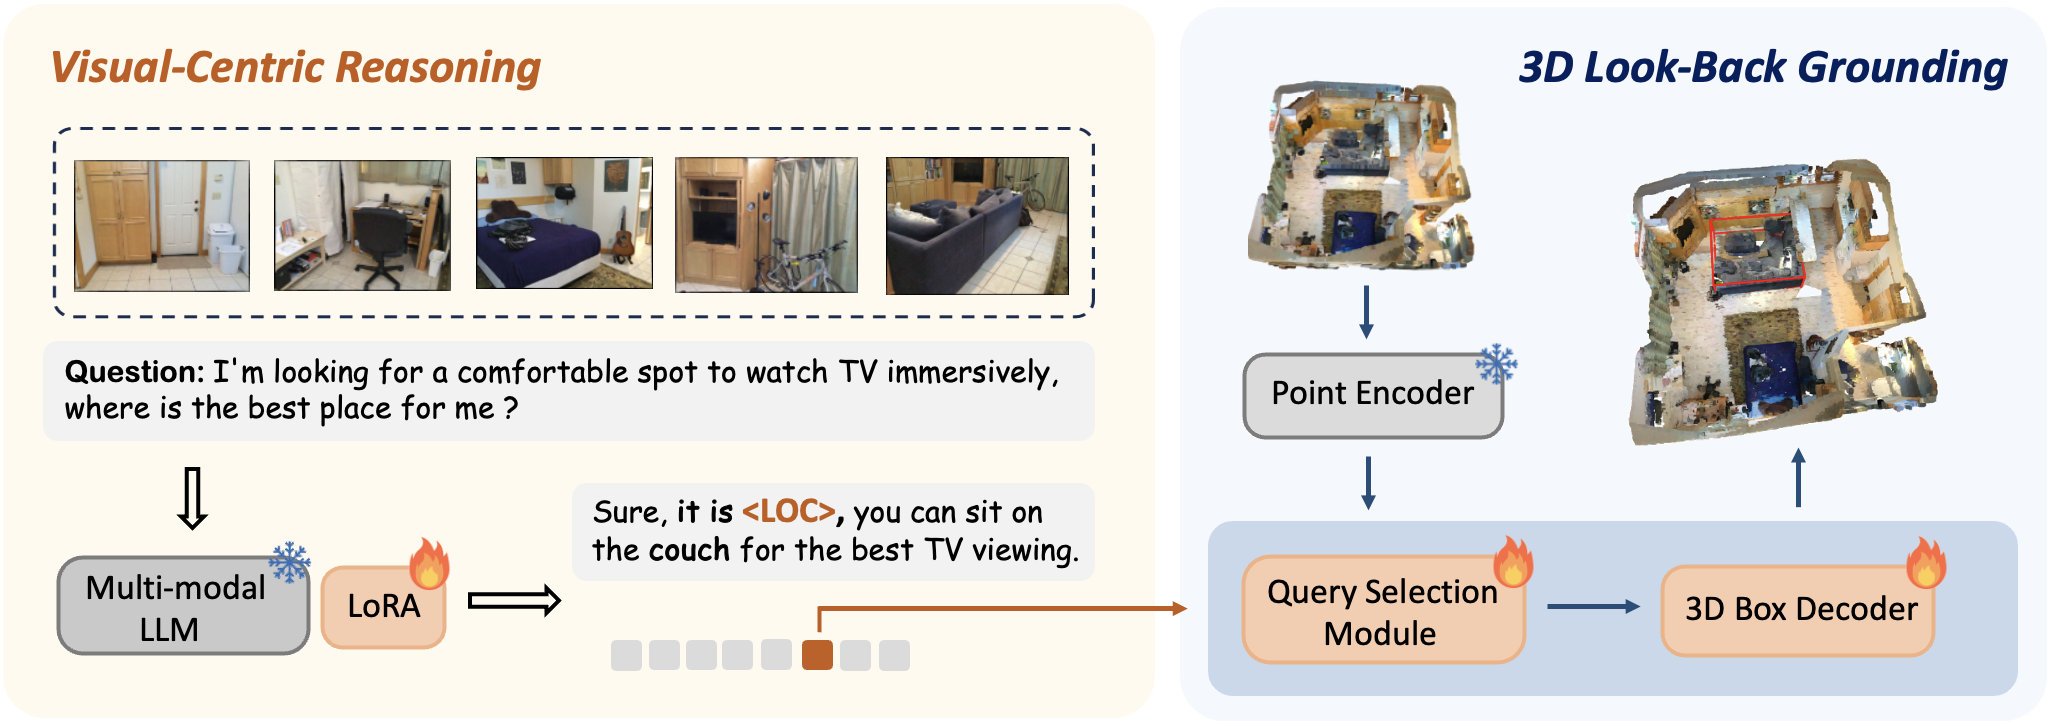 Visual-Centric Reasoning
Question: I'm looking for a comfortable spot to watch TV immersively,
where is the best place for me ?
Multi-modal
LLM
LoRA
Sure, it is <LOC>, you can sit on
the couch for the best TV viewing.
3D Look-Back Grounding
Point Encoder
Query Selection
Module
3D Box Decoder